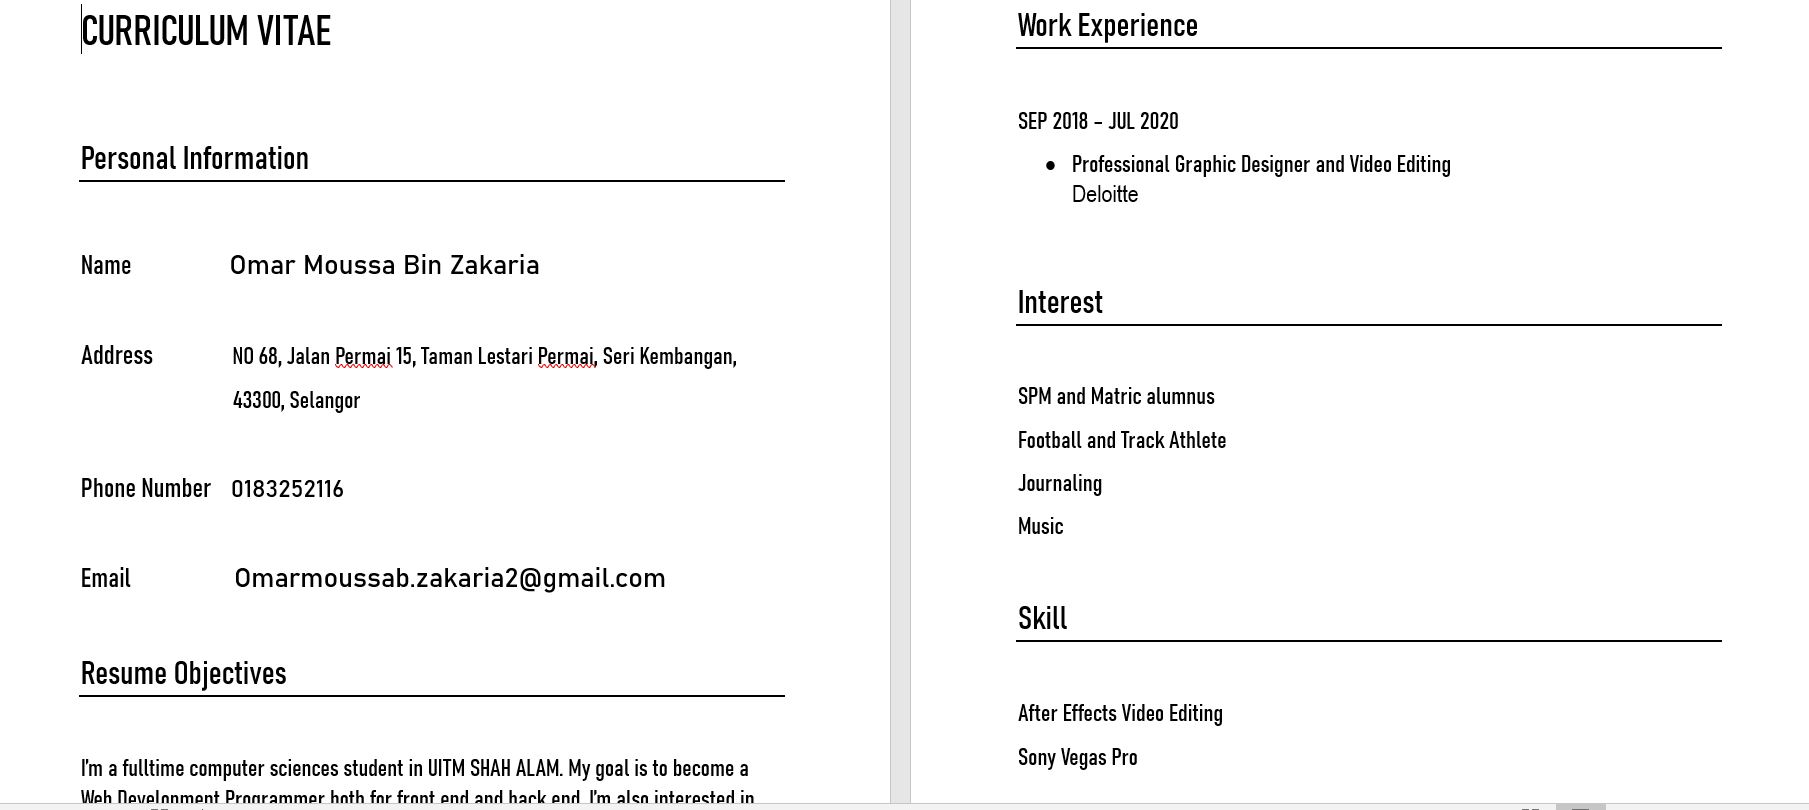 CURRICULUM VITAE
Personal Information
Name Omar Moussa Bin Zakaria
Address NO 68, Jalan Permai 15, Taman Lestari Permai, Seri Kembangan,
43300, Selangor
Phone Number 0183252116
Email Omarmoussab.zakaria2@gmail.com
Resume Objectives
I'm a fulltime computer sciences student in UITM SHAH ALAM. My goal is to become a
Web Development Programmer both for front end and back end. I'm also interested in
Work Experience
SEP 2018 – JUL 2020
● Professional Graphic Designer and Video Editing
Deloitte
Interest
SPM and Matric alumnus
Football and Track Athlete
Journaling
Music
Skill
After Effects Video Editing
Sony Vegas Pro